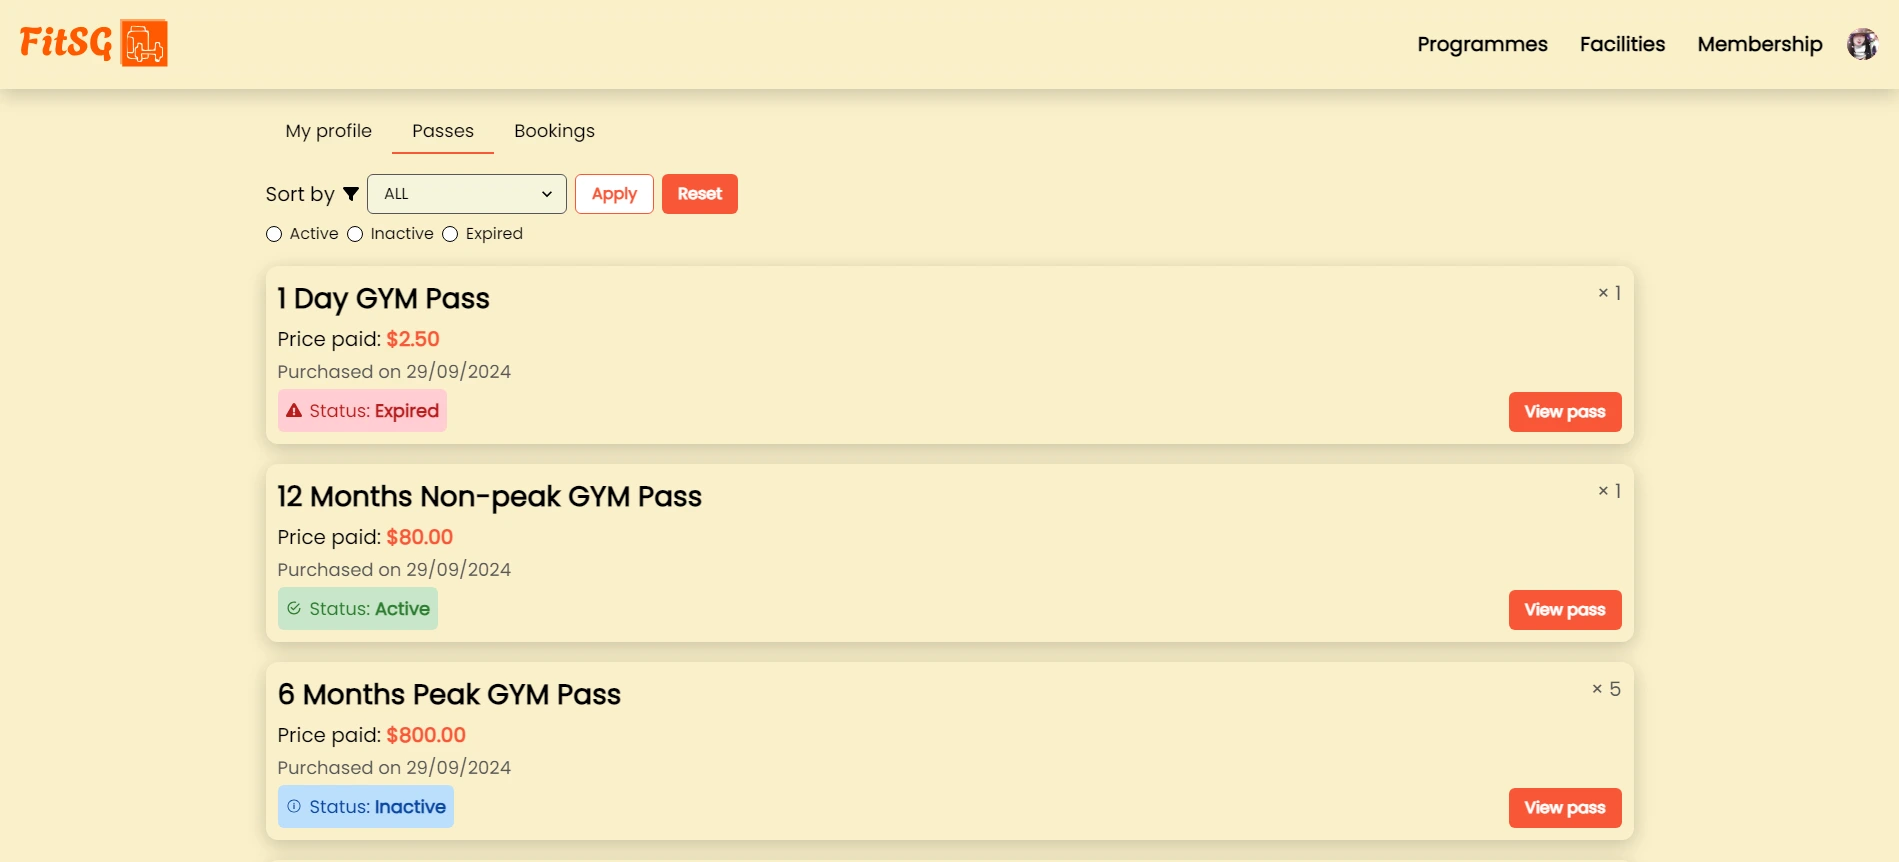 FitSG
Programmes Facilities Membership
My profile Passes Bookings
Sort by ALL Apply Reset
Active Inactive Expired
1 Day GYM Pass × 1
Price paid: $2.50
Purchased on 29/09/2024
Status: Expired View pass
12 Months Non-peak GYM Pass × 1
Price paid: $80.00
Purchased on 29/09/2024
Status: Active View pass
6 Months Peak GYM Pass × 5
Price paid: $800.00
Purchased on 29/09/2024
Status: Inactive View pass